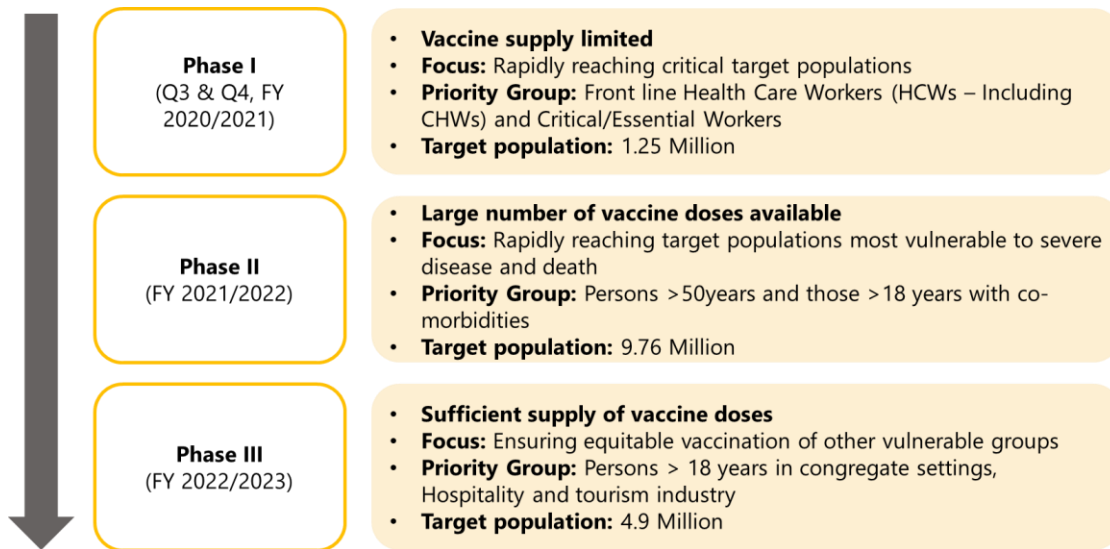 Phase I
(Q3 & Q4, FY
2020/2021)
• Vaccine supply limited
• Focus: Rapidly reaching critical target populations
• Priority Group: Front line Health Care Workers (HCWs – Including
CHWs) and Critical/Essential Workers
• Target population: 1.25 Million
Phase II
(FY 2021/2022)
• Large number of vaccine doses available
• Focus: Rapidly reaching target populations most vulnerable to severe
disease and death
• Priority Group: Persons >50years and those >18 years with co-
morbidities
• Target population: 9.76 Million
Phase III
(FY 2022/2023)
• Sufficient supply of vaccine doses
• Focus: Ensuring equitable vaccination of other vulnerable groups
• Priority Group: Persons > 18 years in congregate settings,
Hospitality and tourism industry
• Target population: 4.9 Million